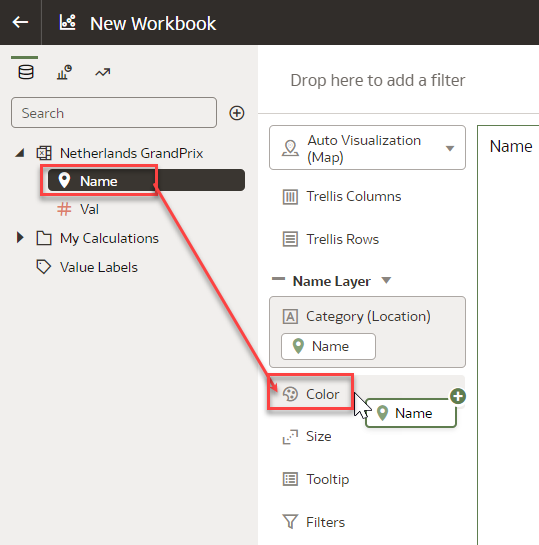 New Workbook
Search
Netherlands GrandPrix
Name
# Val
My Calculations
Value Labels
Drop here to add a filter
Auto Visualization
(Map)
Trellis Columns
Trellis Rows
Name Layer
A Category (Location)
Name
Color
Name
Size
Tooltip
Filters
Name